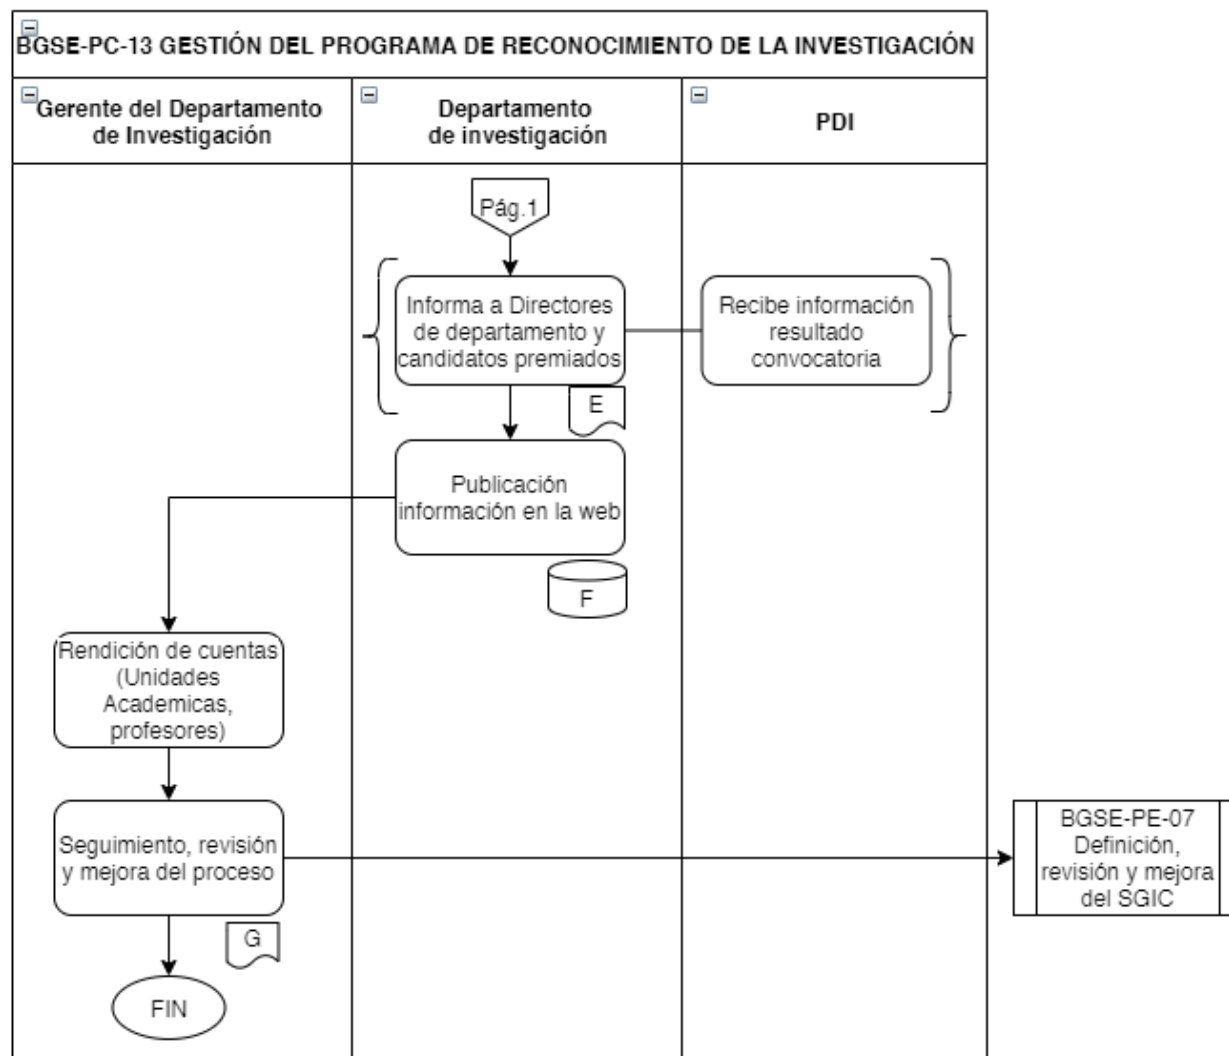 BGSE-PC-13 GESTIÓN DEL PROGRAMA DE RECONOCIMIENTO DE LA INVESTIGACIÓN
Gerente del Departamento
de Investigación
Departamento
de investigación
PDI
Pág.1
Informa a Directores
de departamento y
candidatos premiados
Recibe información
resultado
convocatoria
E
Publicación
información en la web
F
Rendición de cuentas
(Unidades
Academicas,
profesores)
Seguimiento, revisión
y mejora del proceso
BGSE-PE-07
Definición,
revisión y mejora
del SGIC
G
FIN